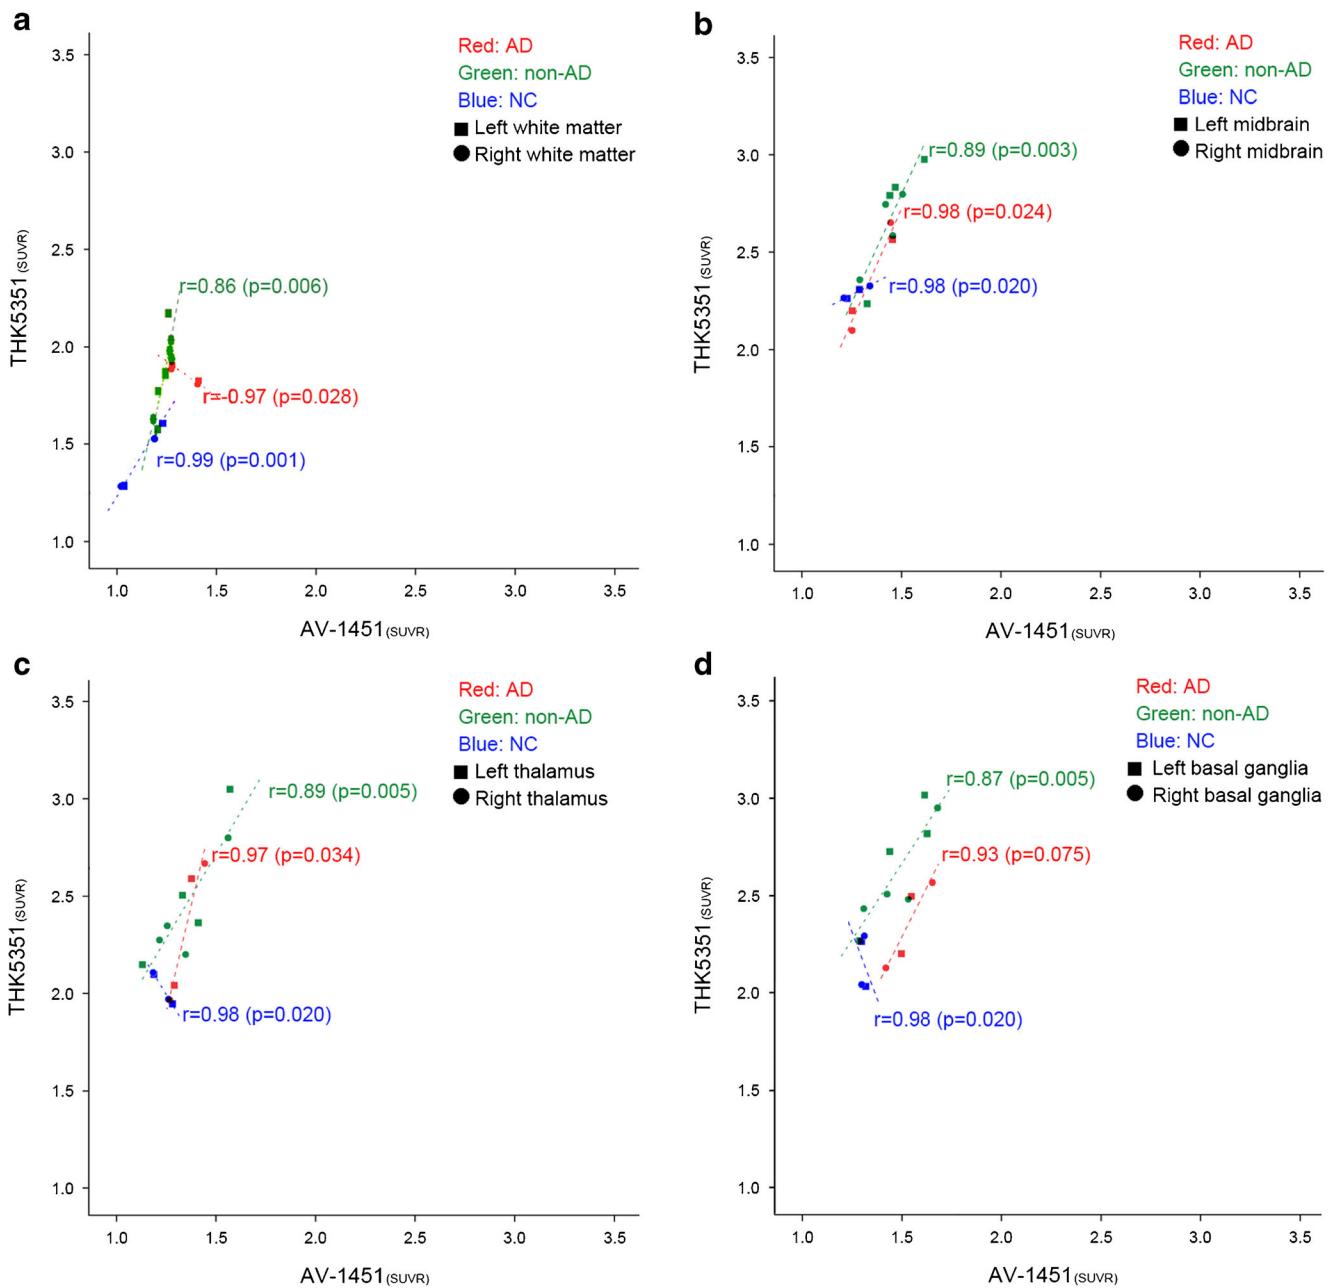 a
3.5
3.0
2.5
2.0
1.5
1.0
THK5351 (SUVR)
Red: AD
Green: non-AD
Blue: NC
Left white matter
Right white matter
r=0.86 (p=0.006)
r=-0.97 (p=0.028)
r=0.99 (p=0.001)
1.0 1.5 2.0 2.5 3.0 3.5
AV-1451(SUVR)
b
3.5
3.0
2.5
2.0
1.5
1.0
THK5351 (SUVR)
Red: AD
Green: non-AD
Blue: NC
Left midbrain
Right midbrain
r=0.89 (p=0.003)
r=0.98 (p=0.024)
r=0.98 (p=0.020)
1.0 1.5 2.0 2.5 3.0 3.5
AV-1451(SUVR)
c
3.5
3.0
2.5
2.0
1.5
1.0
THK5351 (SUVR)
Red: AD
Green: non-AD
Blue: NC
Left thalamus
Right thalamus
r=0.89 (p=0.005)
r=0.97 (p=0.034)
r=0.98 (p=0.020)
1.0 1.5 2.0 2.5 3.0 3.5
AV-1451(SUVR)
d
3.5
3.0
2.5
2.0
1.5
1.0
THK5351 (SUVR)
Red: AD
Green: non-AD
Blue: NC
Left basal ganglia
Right basal ganglia
r=0.87 (p=0.005)
r=0.93 (p=0.075)
r=0.98 (p=0.020)
1.0 1.5 2.0 2.5 3.0 3.5
AV-1451(SUVR)